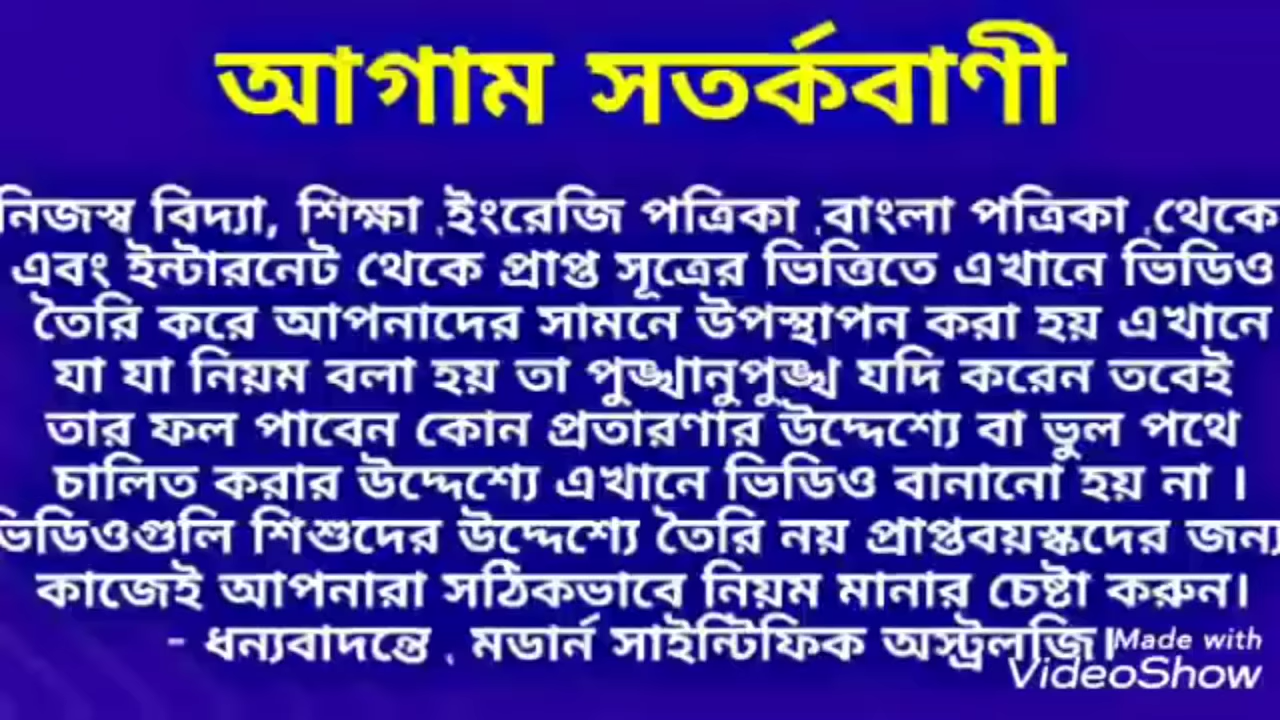 আগাম সতর্কবাণী
নিজস্ব বিদ্যা, শিক্ষা ,ইংরেজি পত্রিকা ,বাংলা পত্রিকা ,থেকে
এবং ইন্টারনেট থেকে প্রাপ্ত সূত্রের ভিত্তিতে এখানে ভিডিও
তৈরি করে আপনাদের সামনে উপস্থাপন করা হয় এখানে
যা যা নিয়ম বলা হয় তা পুঙ্খানুপুঙ্খ যদি করেন তবেই
তার ফল পাবেন কোন প্রতারণার উদ্দেশ্যে বা ভুল পথে
চালিত করার উদ্দেশ্যে এখানে ভিডিও বানানো হয় না ।
ভিডিওগুলি শিশুদের উদ্দেশ্যে তৈরি নয় প্রাপ্তবয়স্কদের জন্য
কাজেই আপনারা সঠিকভাবে নিয়ম মানার চেষ্টা করুন।
- ধন্যবাদন্তে , মডার্ন সাইন্টিফিক অস্ট্রলজি।
Made with
VideoShow